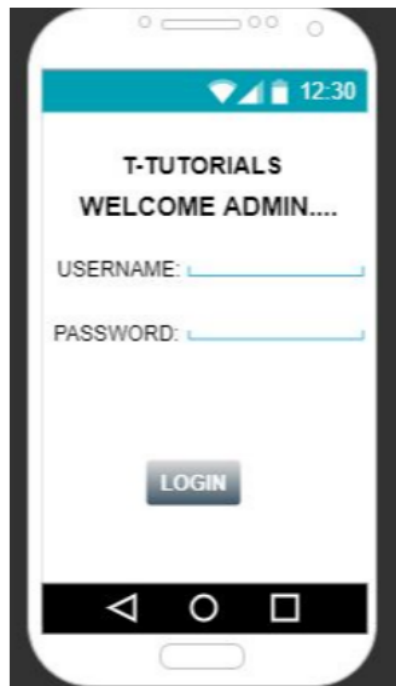 12:30
T-TUTORIALS
WELCOME ADMIN....
USERNAME:
PASSWORD:
LOGIN